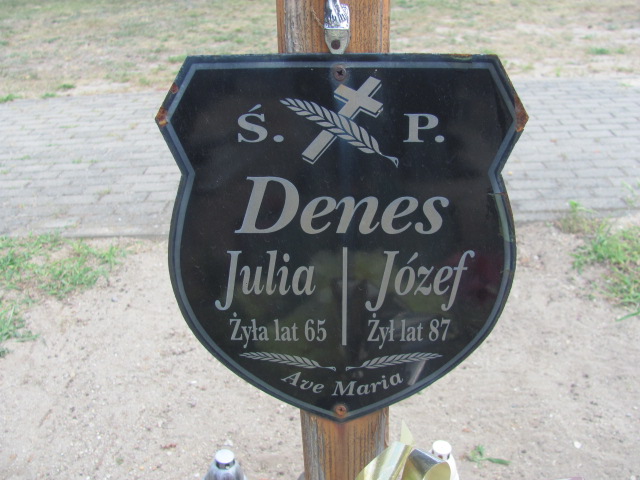 Ś. P.
Denes
Julia | Józef
Żyła lat 65 | Żył lat 87
Ave Maria